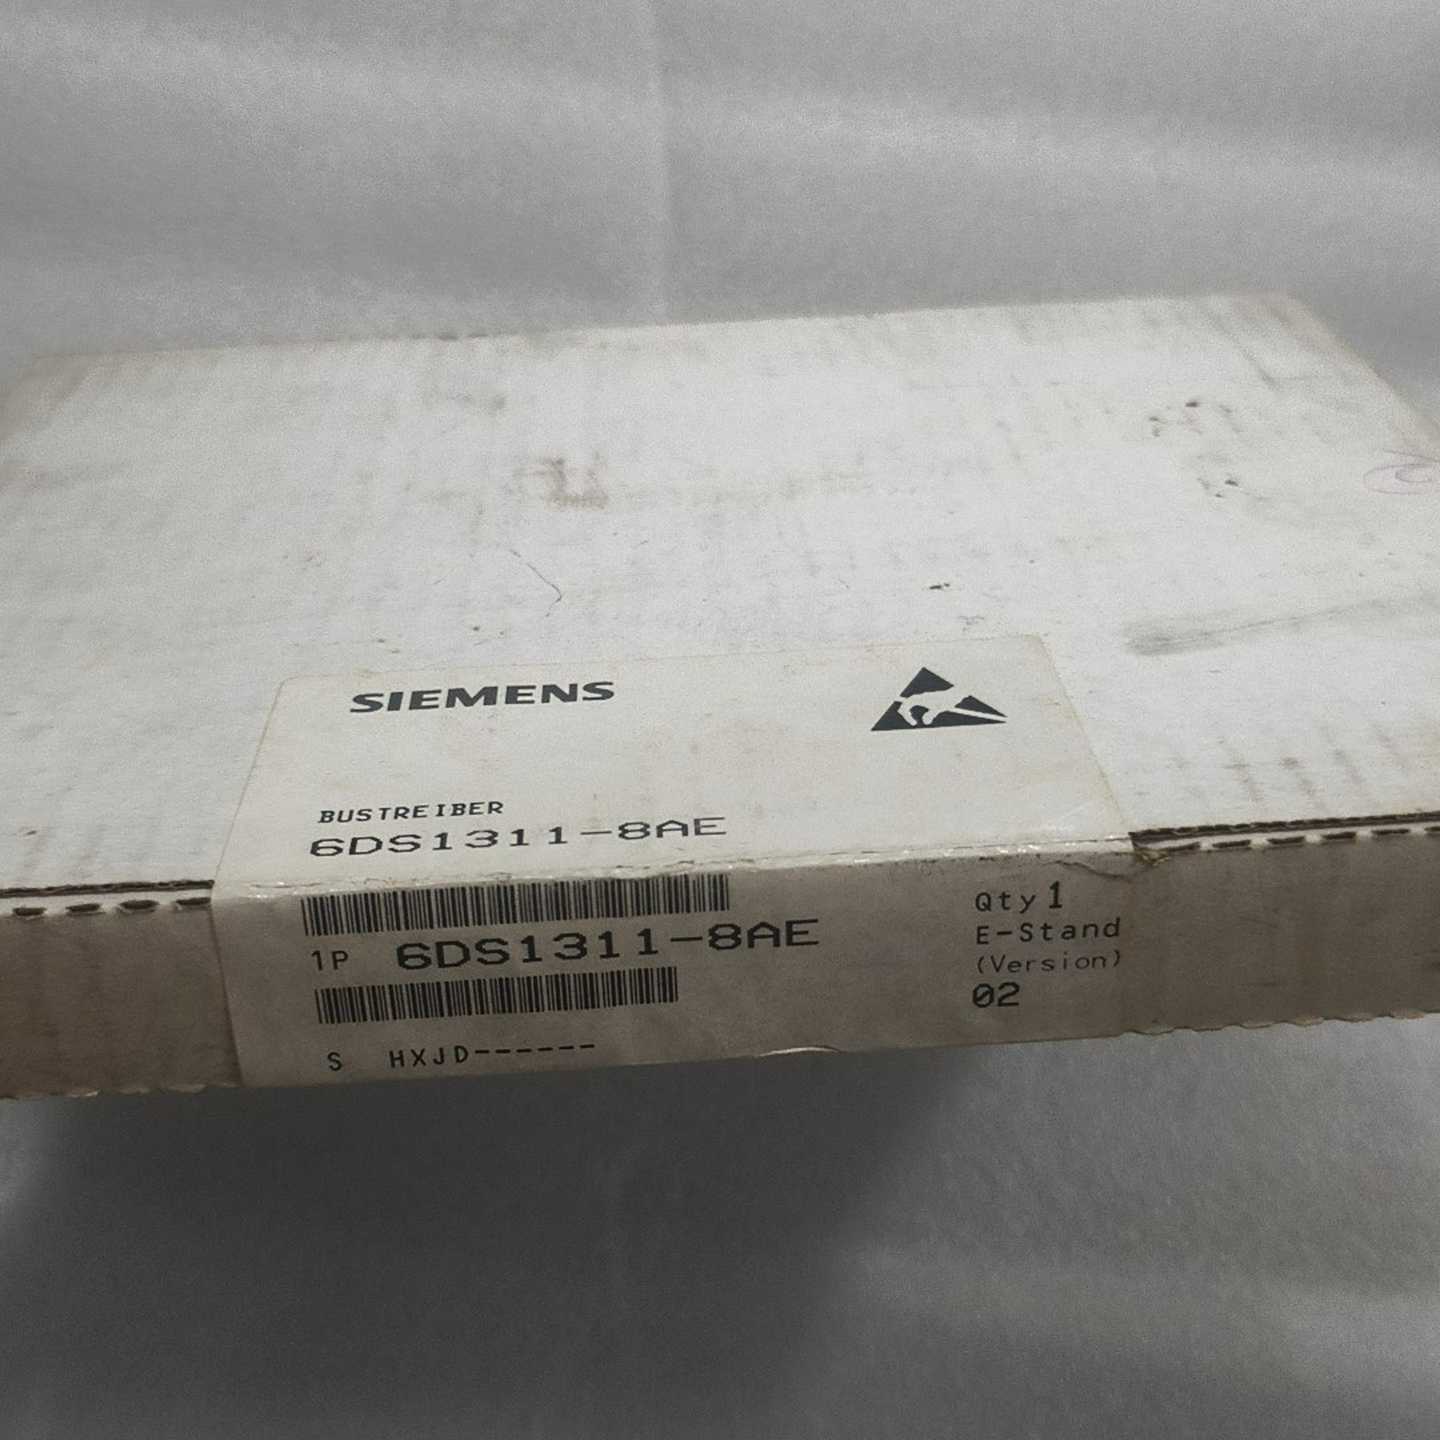 SIEMENS
BUSTREIBER
6DS1311-8AE
1P 6DS1311-8AE
S HXJD------
Qty 1
E-Stand
(Version)
02